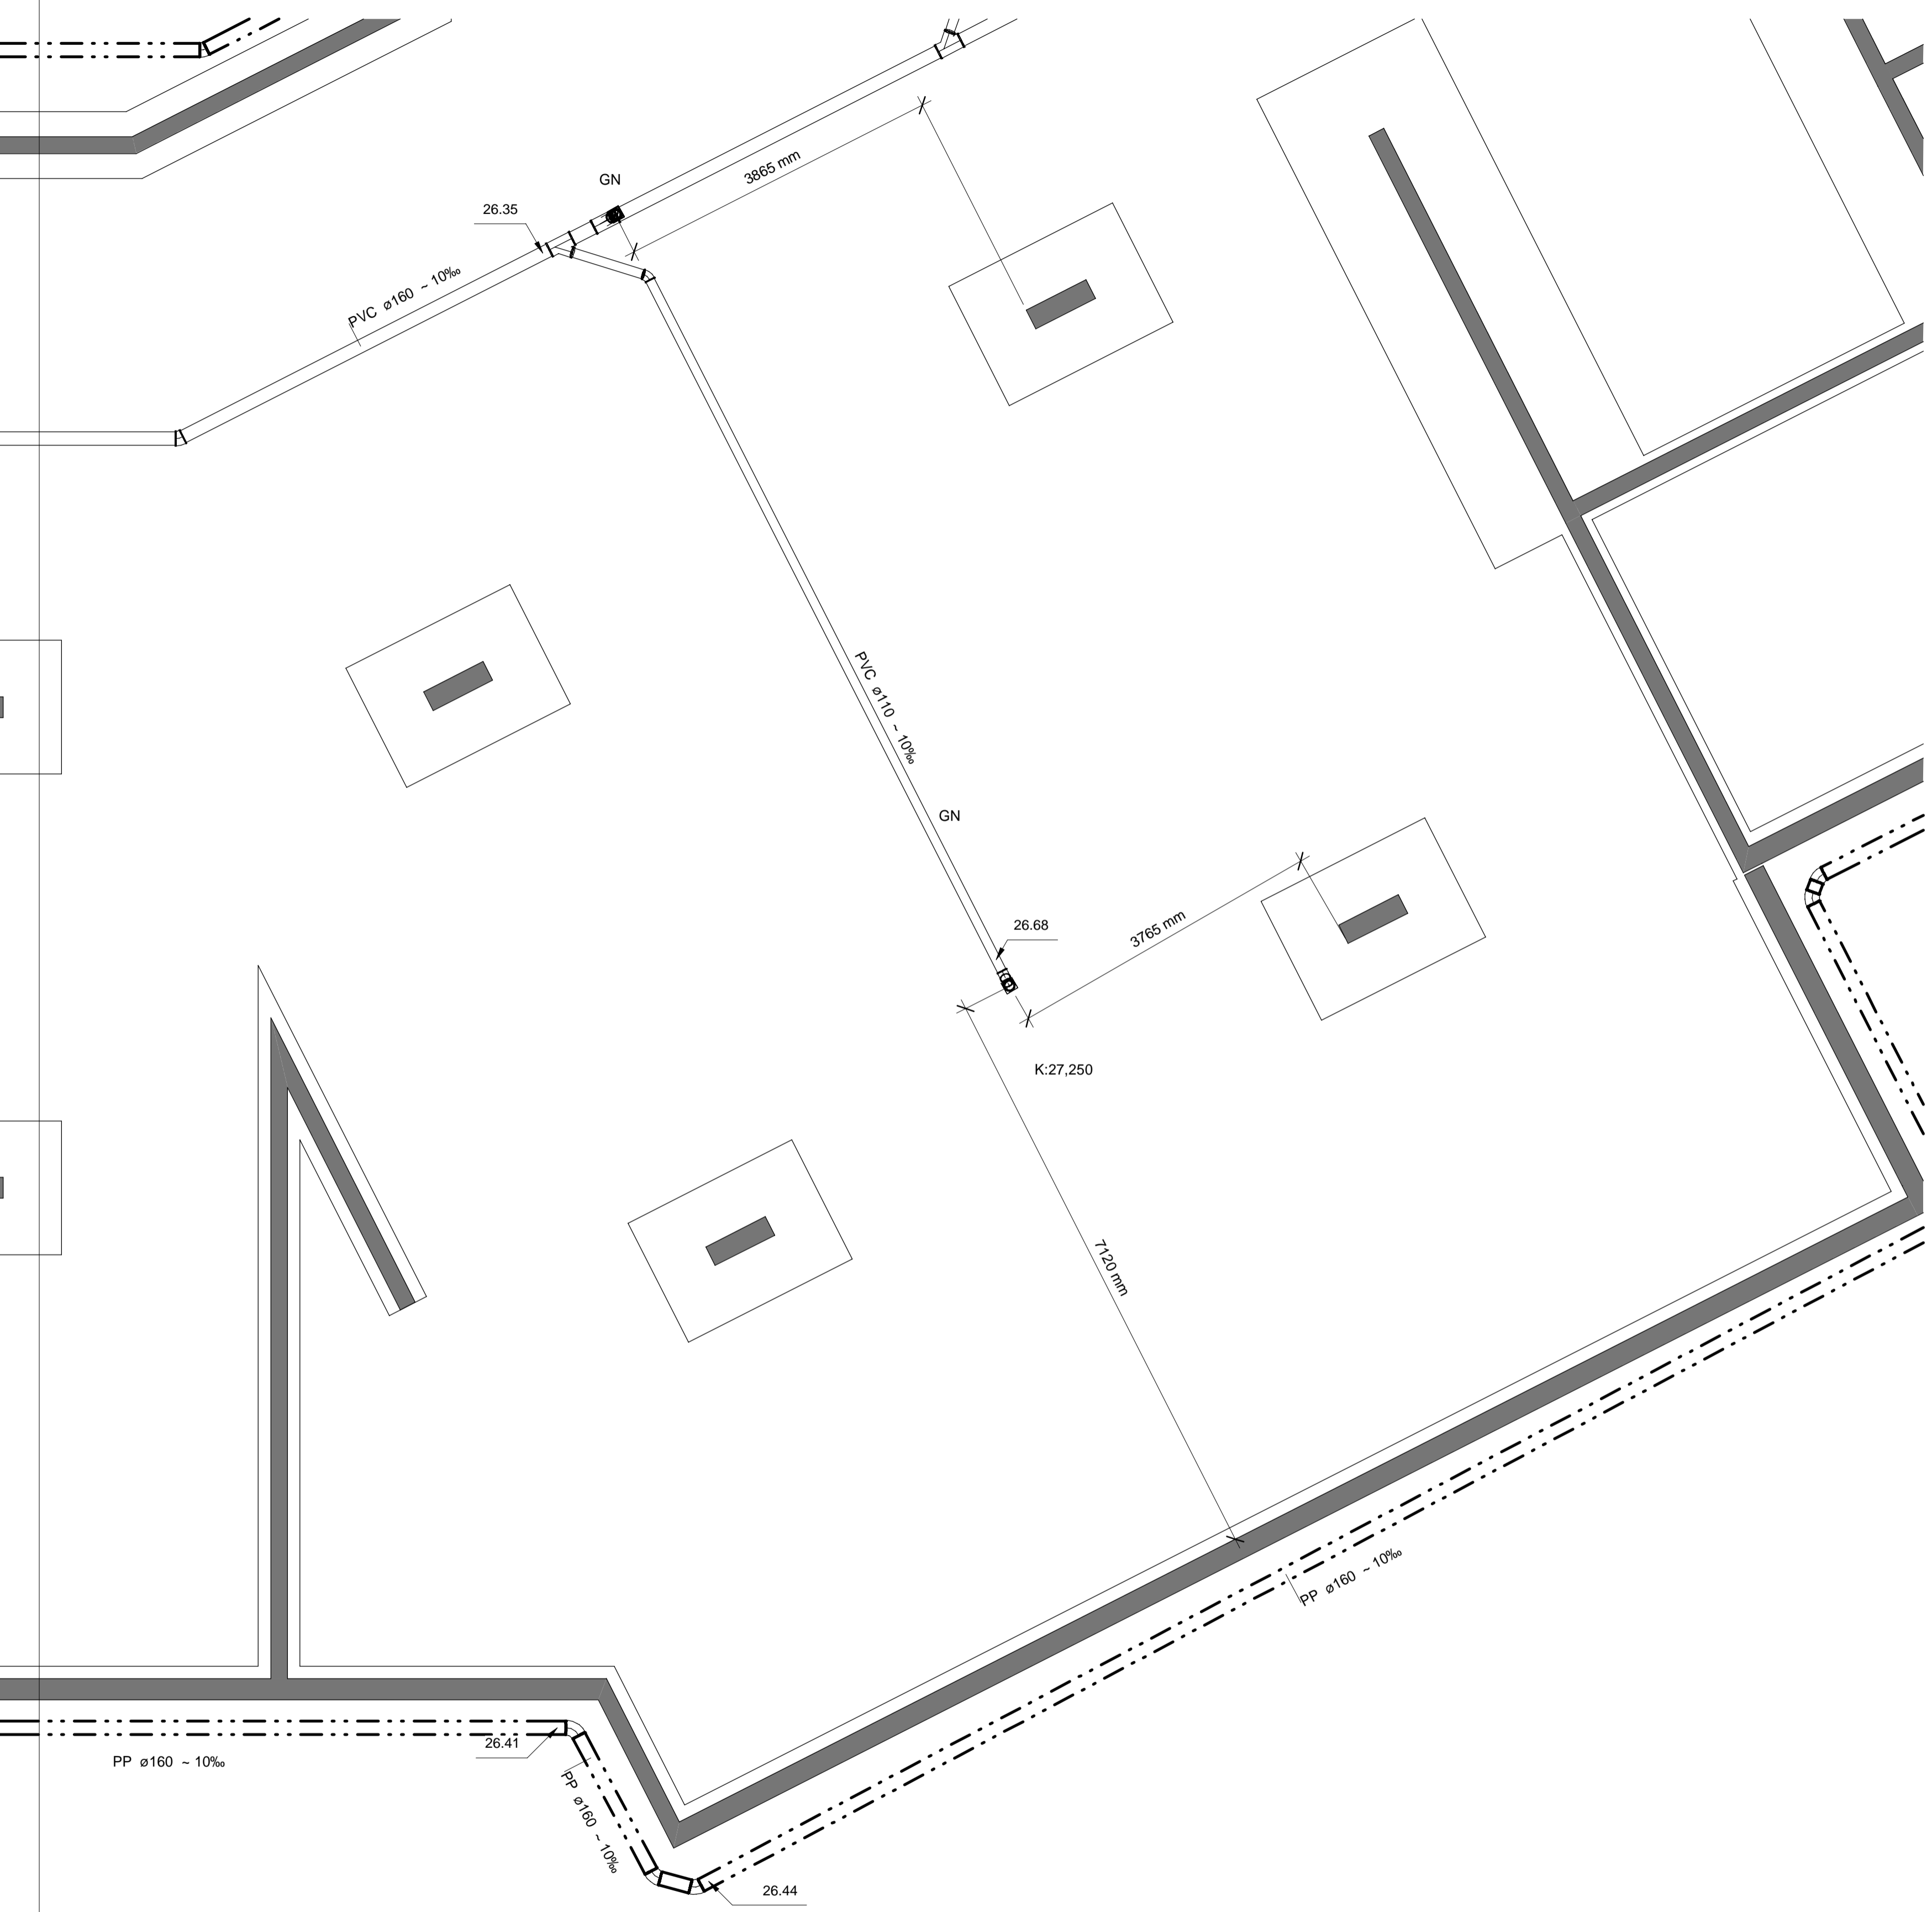 3865 mm
GN
26.35
PVC ø160 ~ 10‰
PVC ø110 ~ 10‰
GN
26.68
3765 mm
K:27,250
7120 mm
PP ø160 ~ 10‰
26.41
PP ø160 ~ 10‰
PP ø160 ~ 10‰
26.44